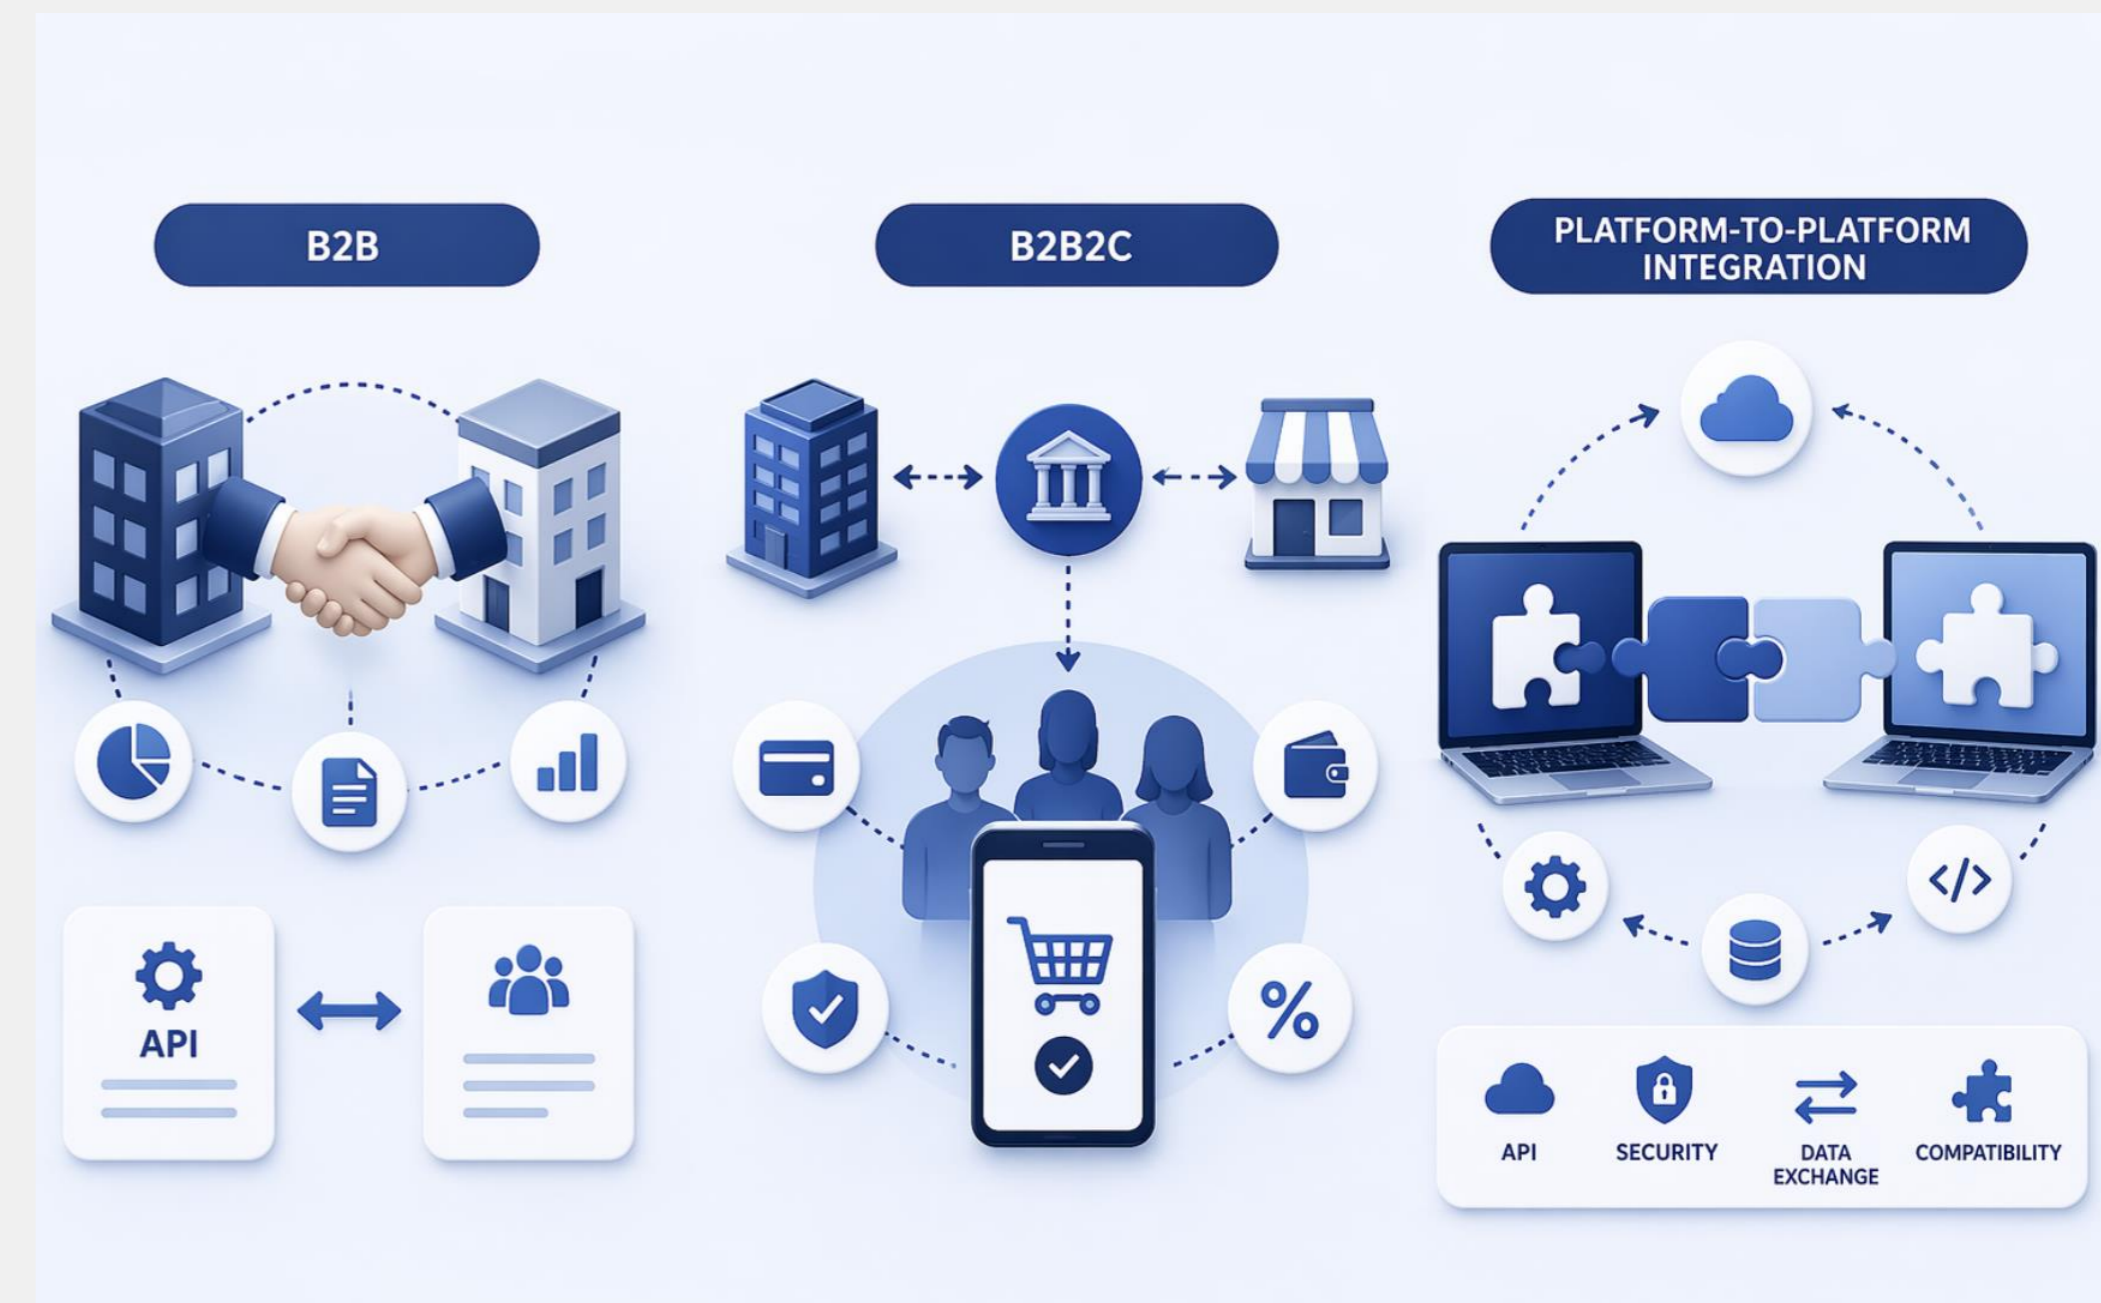 B2B
B2B2C
PLATFORM-TO-PLATFORM
INTEGRATION
API
%
</>
API
SECURITY
DATA
EXCHANGE
COMPATIBILITY